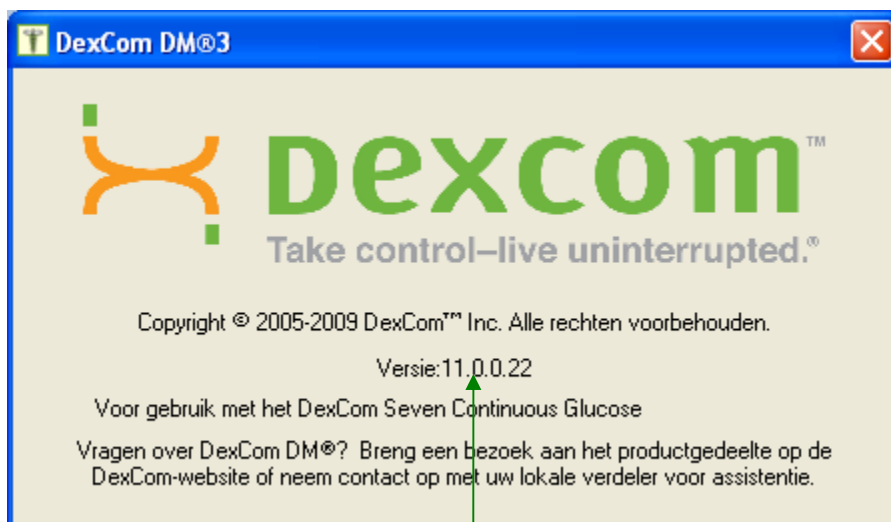 DexCom DM®3
Dexcom™
Take control–live uninterrupted.®
Copyright © 2005-2009 DexCom™ Inc. Alle rechten voorbehouden.
Versie:11.0.0.22
Voor gebruik met het DexCom Seven Continuous Glucose
Vragen over DexCom DM®? Breng een bezoek aan het productgedeelte op de
DexCom-website of neem contact op met uw lokale verdeler voor assistentie.